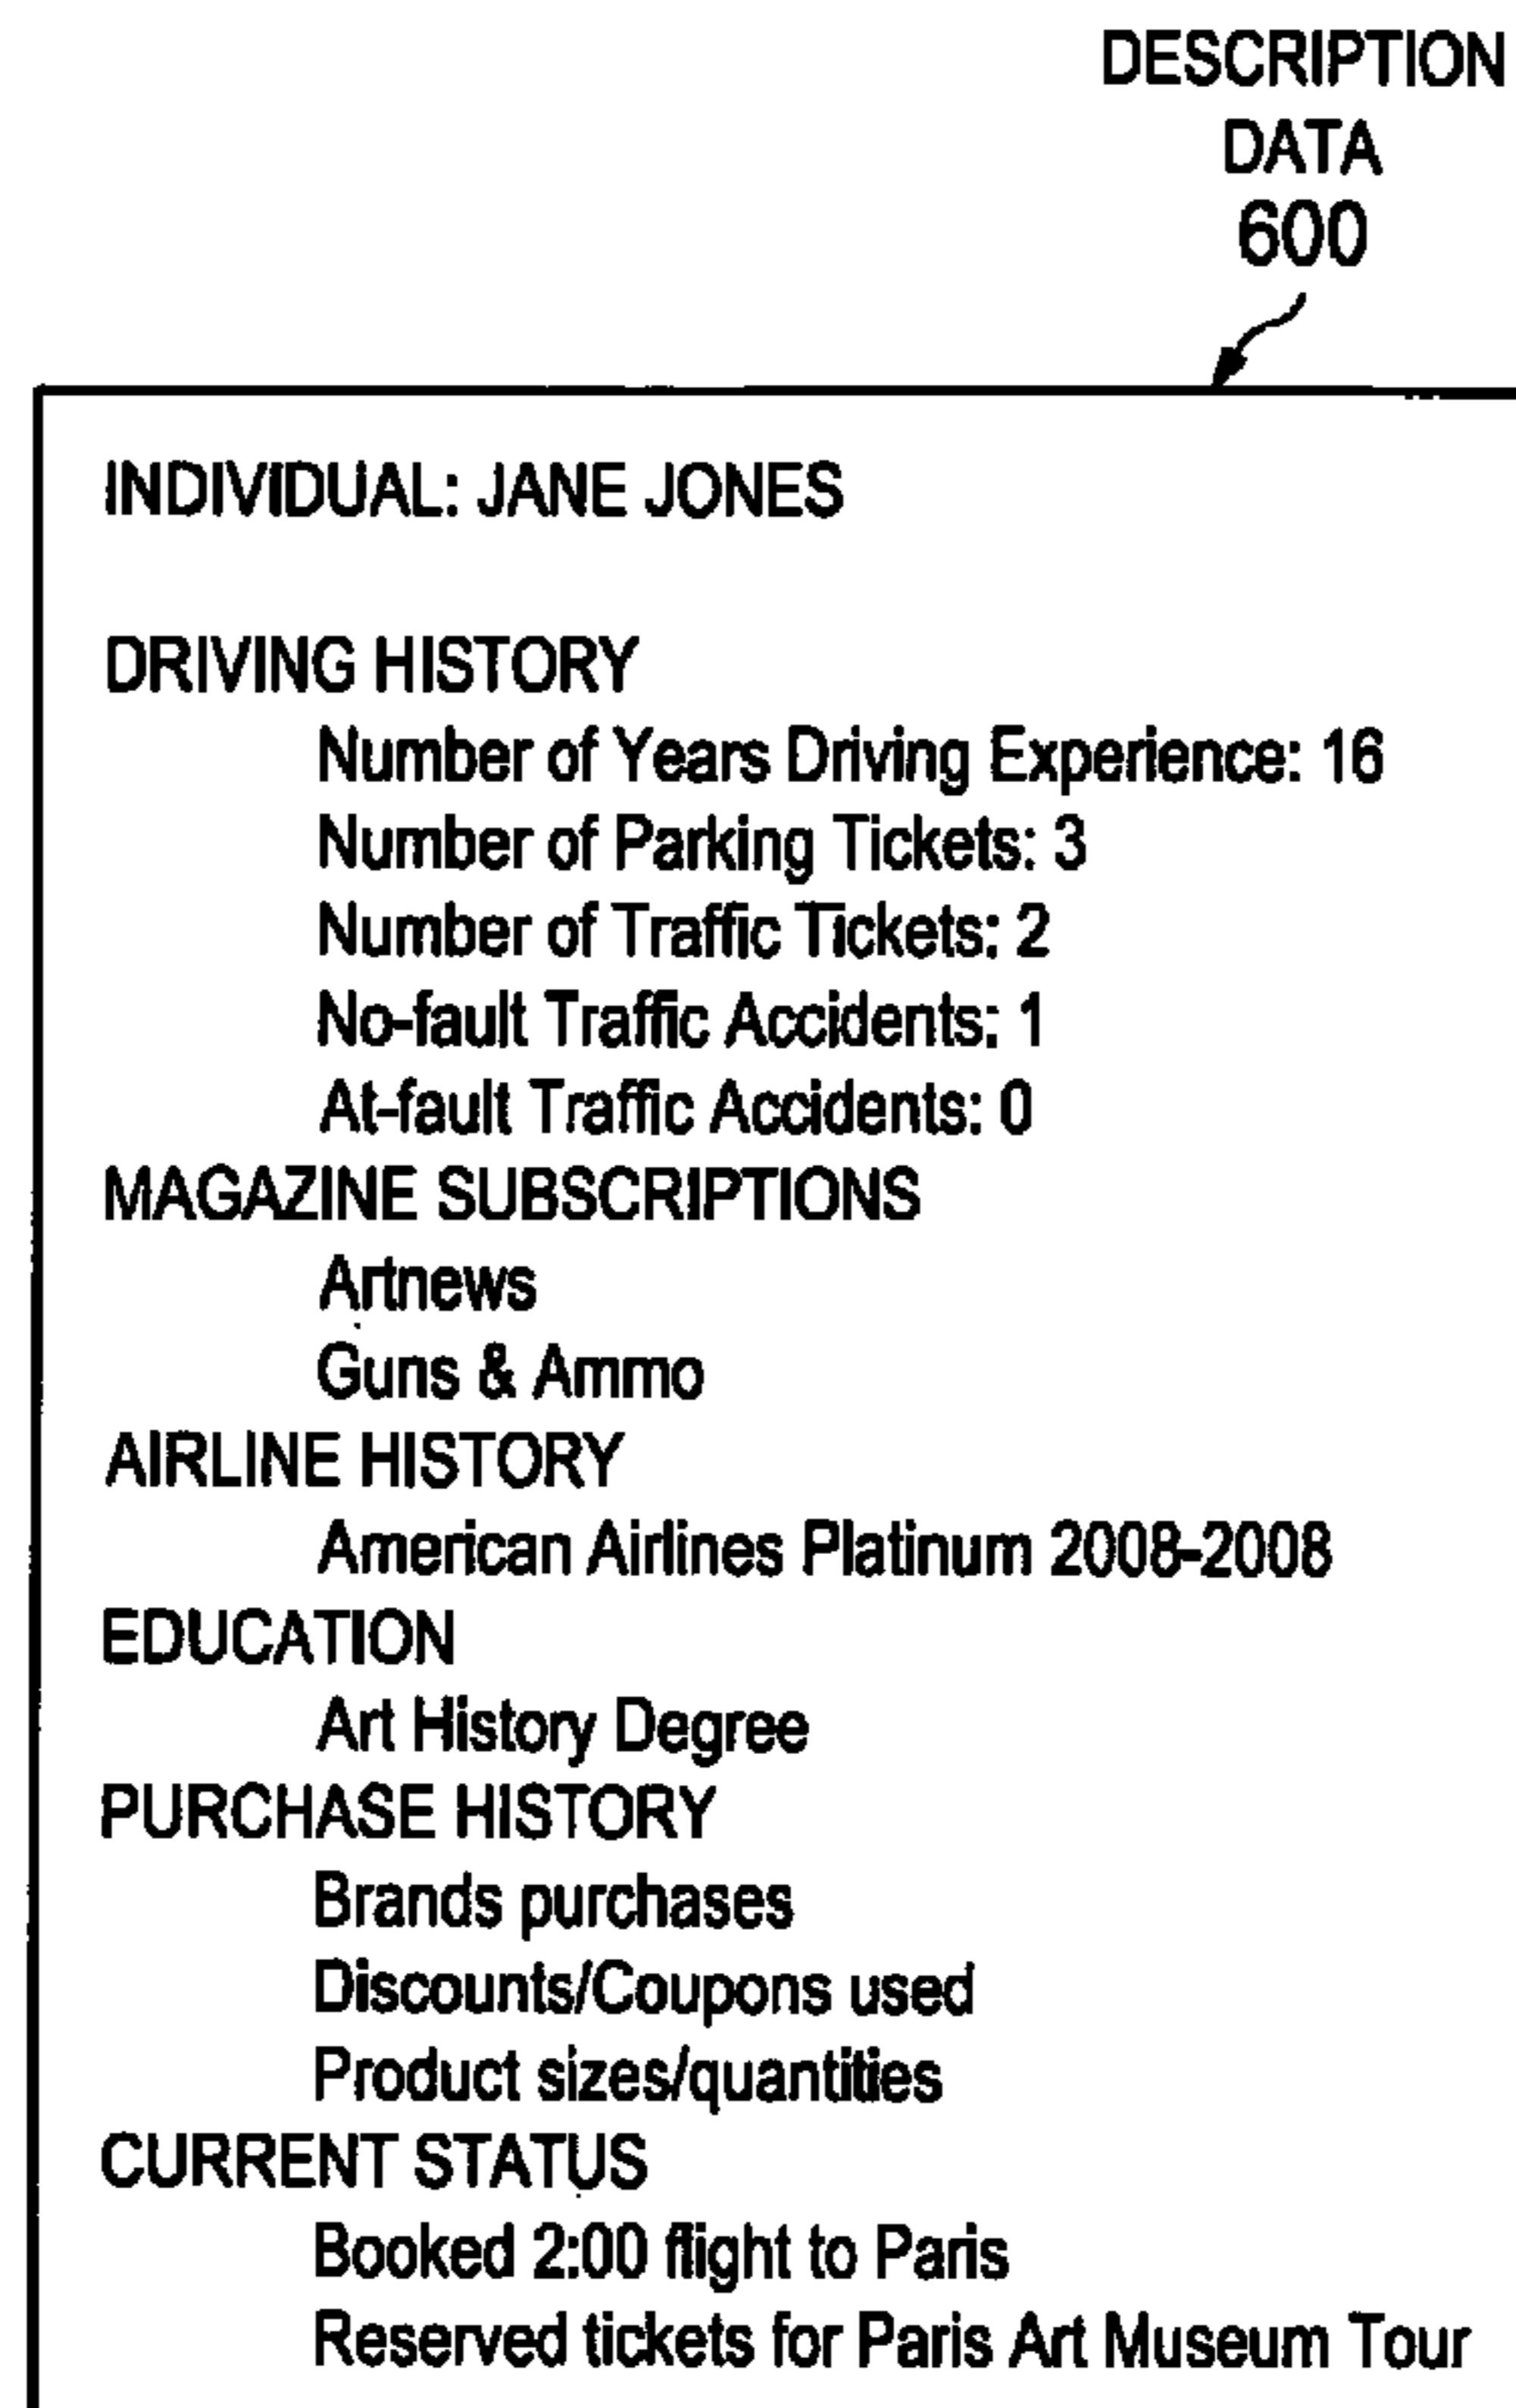 DESCRIPTION
DATA
600
INDIVIDUAL: JANE JONES
DRIVING HISTORY
Number of Years Driving Experience: 16
Number of Parking Tickets: 3
Number of Traffic Tickets: 2
No-fault Traffic Accidents: 1
At-fault Traffic Accidents: 0
MAGAZINE SUBSCRIPTIONS
Artnews
Guns & Ammo
AIRLINE HISTORY
American Airlines Platinum 2008-2008
EDUCATION
Art History Degree
PURCHASE HISTORY
Brands purchases
Discounts/Coupons used
Product sizes/quantities
CURRENT STATUS
Booked 2:00 flight to Paris
Reserved tickets for Paris Art Museum Tour